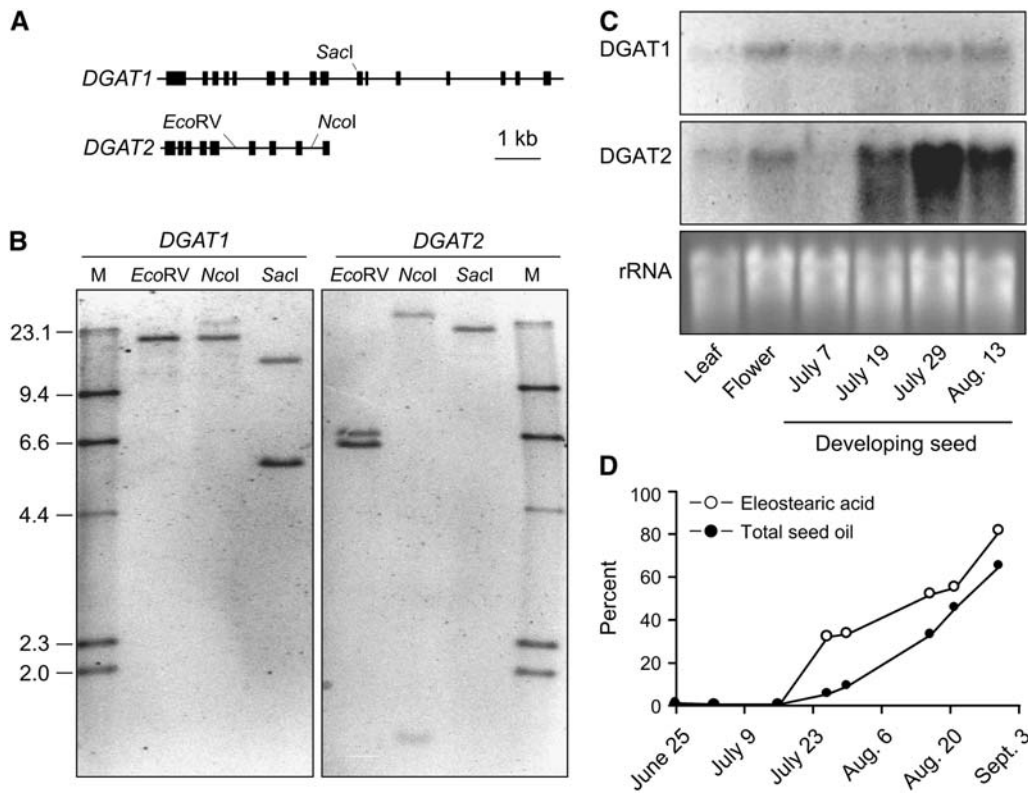 A
SacI
DGAT1
EcoRV NcoI
DGAT2
1 kb
B
DGAT1 DGAT2
M EcoRV NcoI SacI EcoRV NcoI SacI M
23.1
9.4
6.6
4.4
2.3
2.0
C
DGAT1
DGAT2
rRNA
Leaf Flower July 7 July 19 July 29 Aug. 13
Developing seed
D
Eleostearic acid
Total seed oil
Percent
100
80
60
40
20
0
June 25 July 9 July 23 Aug. 6 Aug. 20 Sept. 3